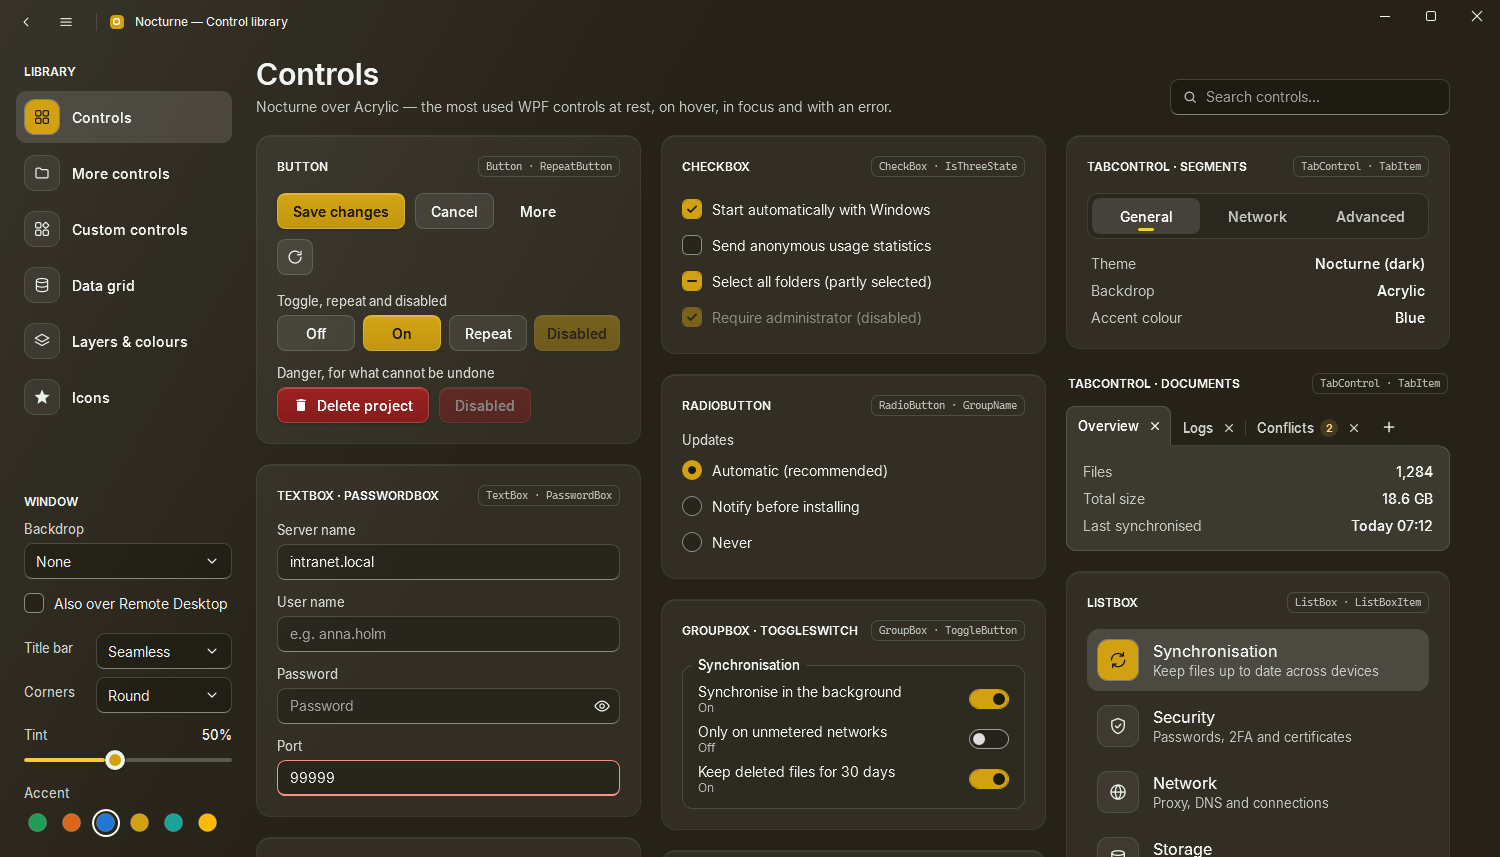 Nocturne — Control library
LIBRARY
Controls
More controls
Custom controls
Data grid
Layers & colours
Icons
WINDOW
Backdrop
None
Also over Remote Desktop
Title bar
Seamless
Corners
Round
Tint
50%
Accent
Controls
Nocturne over Acrylic — the most used WPF controls at rest, on hover, in focus and with an error.
Search controls...
BUTTON
Button · RepeatButton
Save changes
Cancel
More
Toggle, repeat and disabled
Off
On
Repeat
Disabled
Danger, for what cannot be undone
Delete project
Disabled
TEXTBOX · PASSWORDBOX
TextBox · PasswordBox
Server name
intranet.local
User name
e.g. anna.holm
Password
Password
Port
99999
CHECKBOX
CheckBox · IsThreeState
Start automatically with Windows
Send anonymous usage statistics
Select all folders (partly selected)
Require administrator (disabled)
RADIOBUTTON
RadioButton · GroupName
Updates
Automatic (recommended)
Notify before installing
Never
GROUPBOX · TOGGLESWITCH
GroupBox · ToggleButton
Synchronisation
Synchronise in the background
On
Only on unmetered networks
Off
Keep deleted files for 30 days
On
TABCONTROL · SEGMENTS
TabControl · TabItem
General
Network
Advanced
Theme
Nocturne (dark)
Backdrop
Acrylic
Accent colour
Blue
TABCONTROL · DOCUMENTS
TabControl · TabItem
Overview
Logs
Conflicts
2
Files
1,284
Total size
18.6 GB
Last synchronised
Today 07:12
LISTBOX
ListBox · ListBoxItem
Synchronisation
Keep files up to date across devices
Security
Passwords, 2FA and certificates
Network
Proxy, DNS and connections
Storage